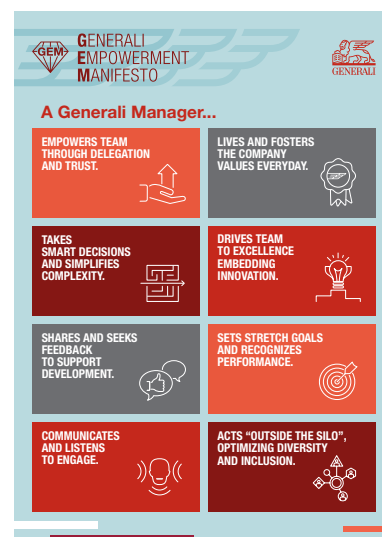 GEM
GENERALI
EMPOWERMENT
MANIFESTO
GENERALI
A Generali Manager...
EMPOWERS TEAM
THROUGH DELEGATION
AND TRUST.
LIVES AND FOSTERS
THE COMPANY
VALUES EVERYDAY.
TAKES
SMART DECISIONS
AND SIMPLIFIES
COMPLEXITY.
DRIVES TEAM
TO EXCELLENCE
EMBEDDING
INNOVATION.
SHARES AND SEEKS
FEEDBACK
TO SUPPORT
DEVELOPMENT.
SETS STRETCH GOALS
AND RECOGNIZES
PERFORMANCE.
COMMUNICATES
AND LISTENS
TO ENGAGE.
ACTS “OUTSIDE THE SILO”,
OPTIMIZING DIVERSITY
AND INCLUSION.